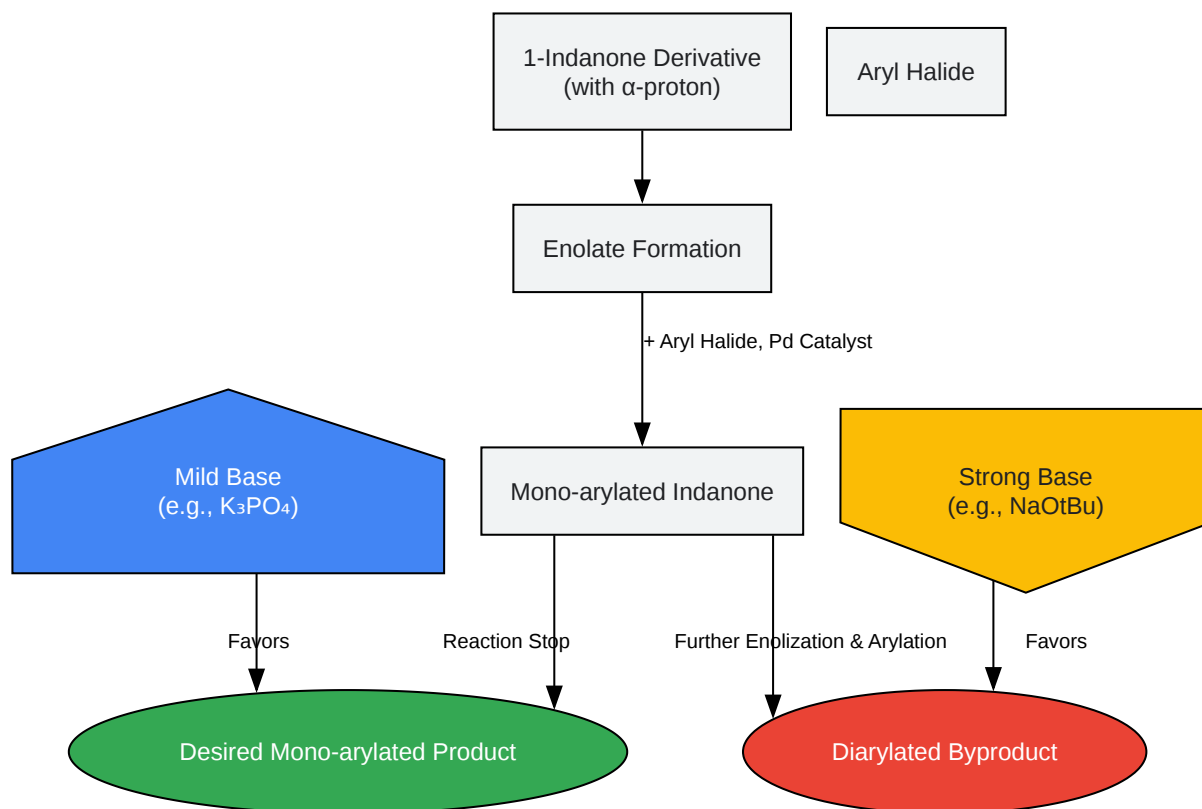 1-Indanone Derivative
(with α-proton)
Aryl Halide
Enolate Formation
+ Aryl Halide, Pd Catalyst
Mild Base
(e.g., K₃PO₄)
Mono-arylated Indanone
Strong Base
(e.g., NaOtBu)
Favors
Reaction Stop
Further Enolization & Arylation
Favors
Desired Mono-arylated Product
Diarylated Byproduct